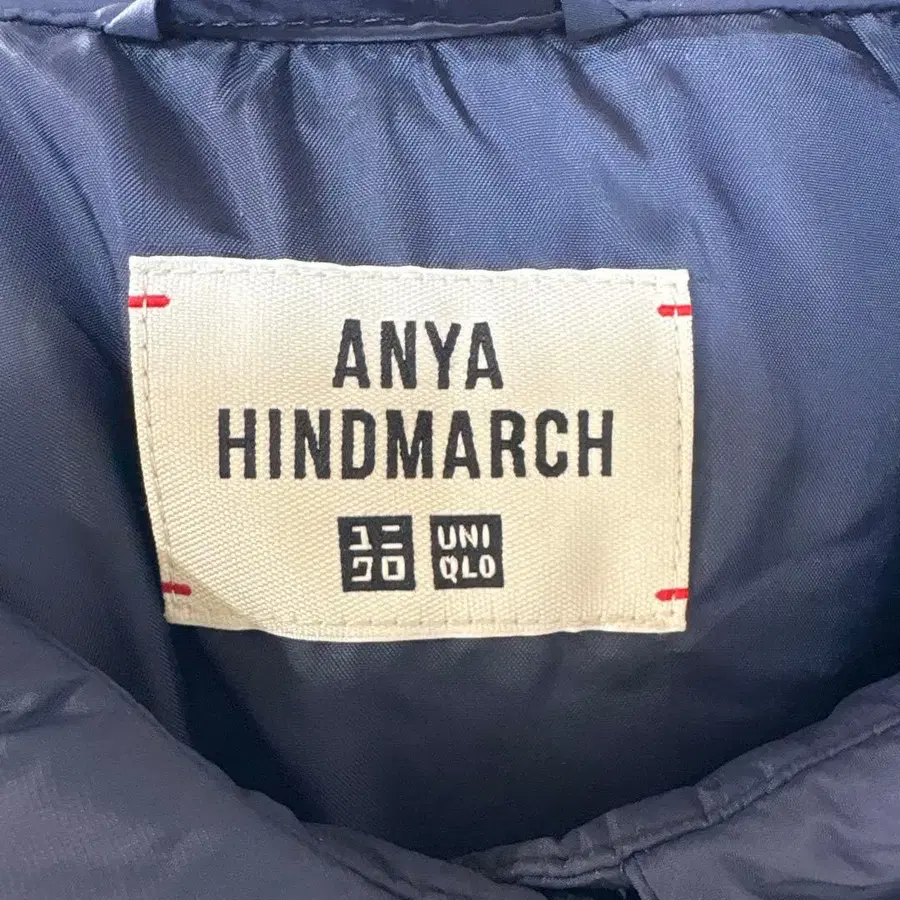 ANYA
HINDMARCH
ユニ UNI
クロ QLO